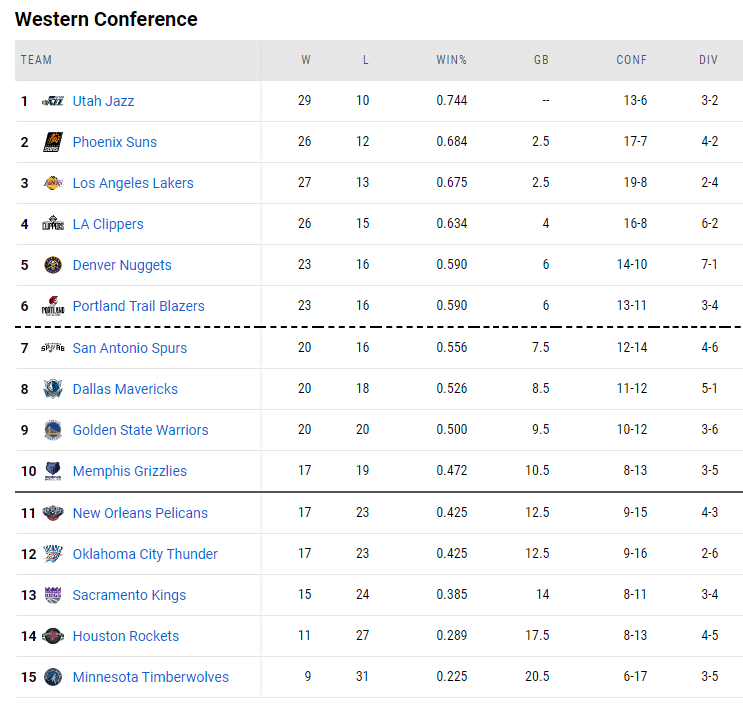 Western Conference
TEAM W L WIN% GB CONF DIV
1 Utah Jazz 29 10 0.744 -- 13-6 3-2
2 SUNS Phoenix Suns 26 12 0.684 2.5 17-7 4-2
3 Los Angeles Lakers 27 13 0.675 2.5 19-8 2-4
4 CLIPPERS LA Clippers 26 15 0.634 4 16-8 6-2
5 Denver Nuggets 23 16 0.590 6 14-10 7-1
6 PORTLAND Portland Trail Blazers 23 16 0.590 6 13-11 3-4
7 SPURS San Antonio Spurs 20 16 0.556 7.5 12-14 4-6
8 Dallas Mavericks 20 18 0.526 8.5 11-12 5-1
9 Golden State Warriors 20 20 0.500 9.5 10-12 3-6
10 Memphis Grizzlies 17 19 0.472 10.5 8-13 3-5
11 New Orleans Pelicans 17 23 0.425 12.5 9-15 4-3
12 Oklahoma City Thunder 17 23 0.425 12.5 9-16 2-6
13 Sacramento Kings 15 24 0.385 14 8-11 3-4
14 Houston Rockets 11 27 0.289 17.5 8-13 4-5
15 Minnesota Timberwolves 9 31 0.225 20.5 6-17 3-5